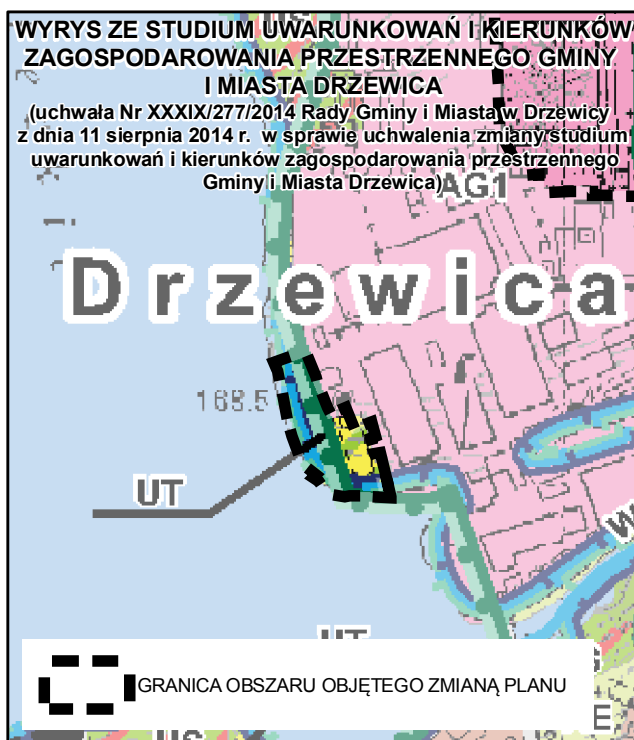 WYRYS ZE STUDIUM UWARUNKOWAŃ I KIERUNKÓW
ZAGOSPODAROWANIA PRZESTRZENNEGO GMINY
I MIASTA DRZEWICA
(uchwała Nr XXXIX/277/2014 Rady Gminy i Miasta w Drzewicy
z dnia 11 sierpnia 2014 r. w sprawie uchwalenia zmiany studium
uwarunkowań i kierunków zagospodarowania przestrzennego
Gminy i Miasta Drzewica)
AG1
Drzewica
168.5
UT
W
UT
GRANICA OBSZARU OBJĘTEGO ZMIANĄ PLANU
E
US